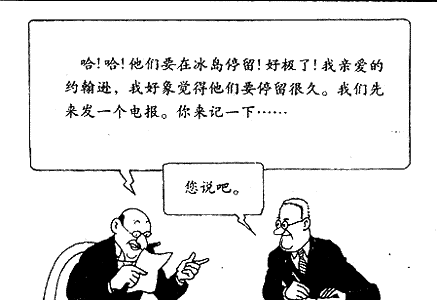 哈!哈!他们要在冰岛停留!好极了!我亲爱的
约翰逊,我好象觉得他们要停留很久。我们先
来发一个电报。你来记一下……
您说吧。